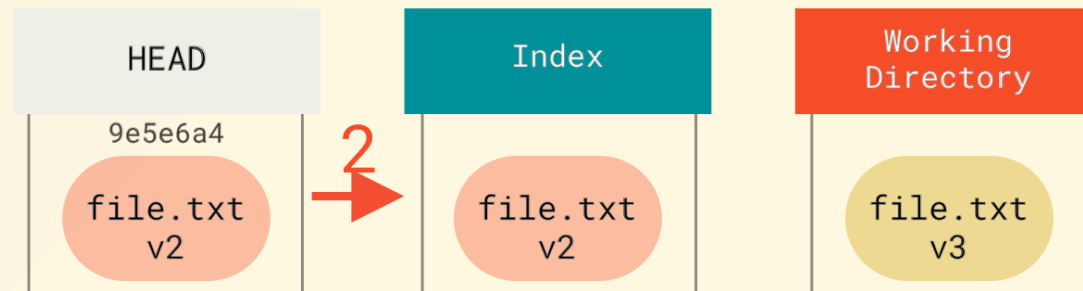 HEAD
Index
Working
Directory
9e5e6a4
2
file.txt
v2
file.txt
v2
file.txt
v3